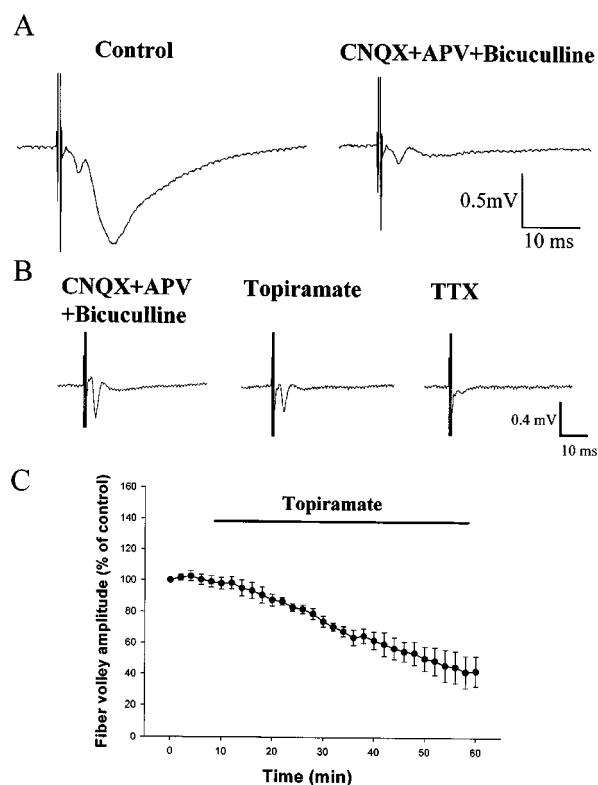 A
Control
CNQX+APV+Bicuculline
0.5mV
10 ms
B
CNQX+APV
+Bicuculline
Topiramate
TTX
0.4 mV
10 ms
C
Topiramate
Fiber volley amplitude (% of control)
160
140
120
100
80
60
40
20
0
0
10
20
30
40
50
60
Time (min)